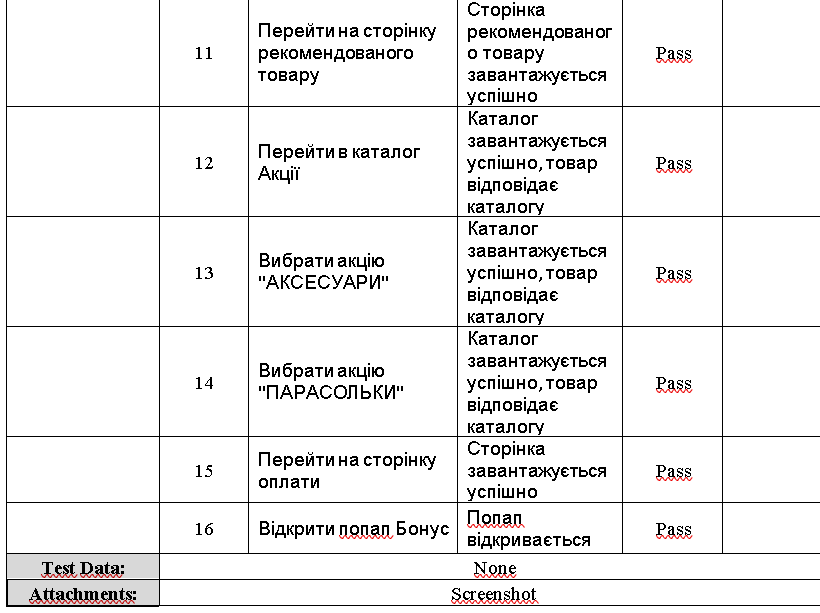 11
Перейти на сторінку
рекомендованого
товару
Сторінка
рекомендованог
о товару
завантажується
успішно
Pass
12
Перейти в каталог
Акції
Каталог
завантажується
успішно, товар
відповідає
каталогу
Pass
13
Вибрати акцію
"АКСЕСУАРИ"
Каталог
завантажується
успішно, товар
відповідає
каталогу
Pass
14
Вибрати акцію
"ПАРАСОЛЬКИ"
Каталог
завантажується
успішно, товар
відповідає
каталогу
Pass
15
Перейти на сторінку
оплати
Сторінка
завантажується
успішно
Pass
16
Відкрити попап Бонус
Попап
відкривається
Pass
Test Data:
None
Attachments:
Screenshot